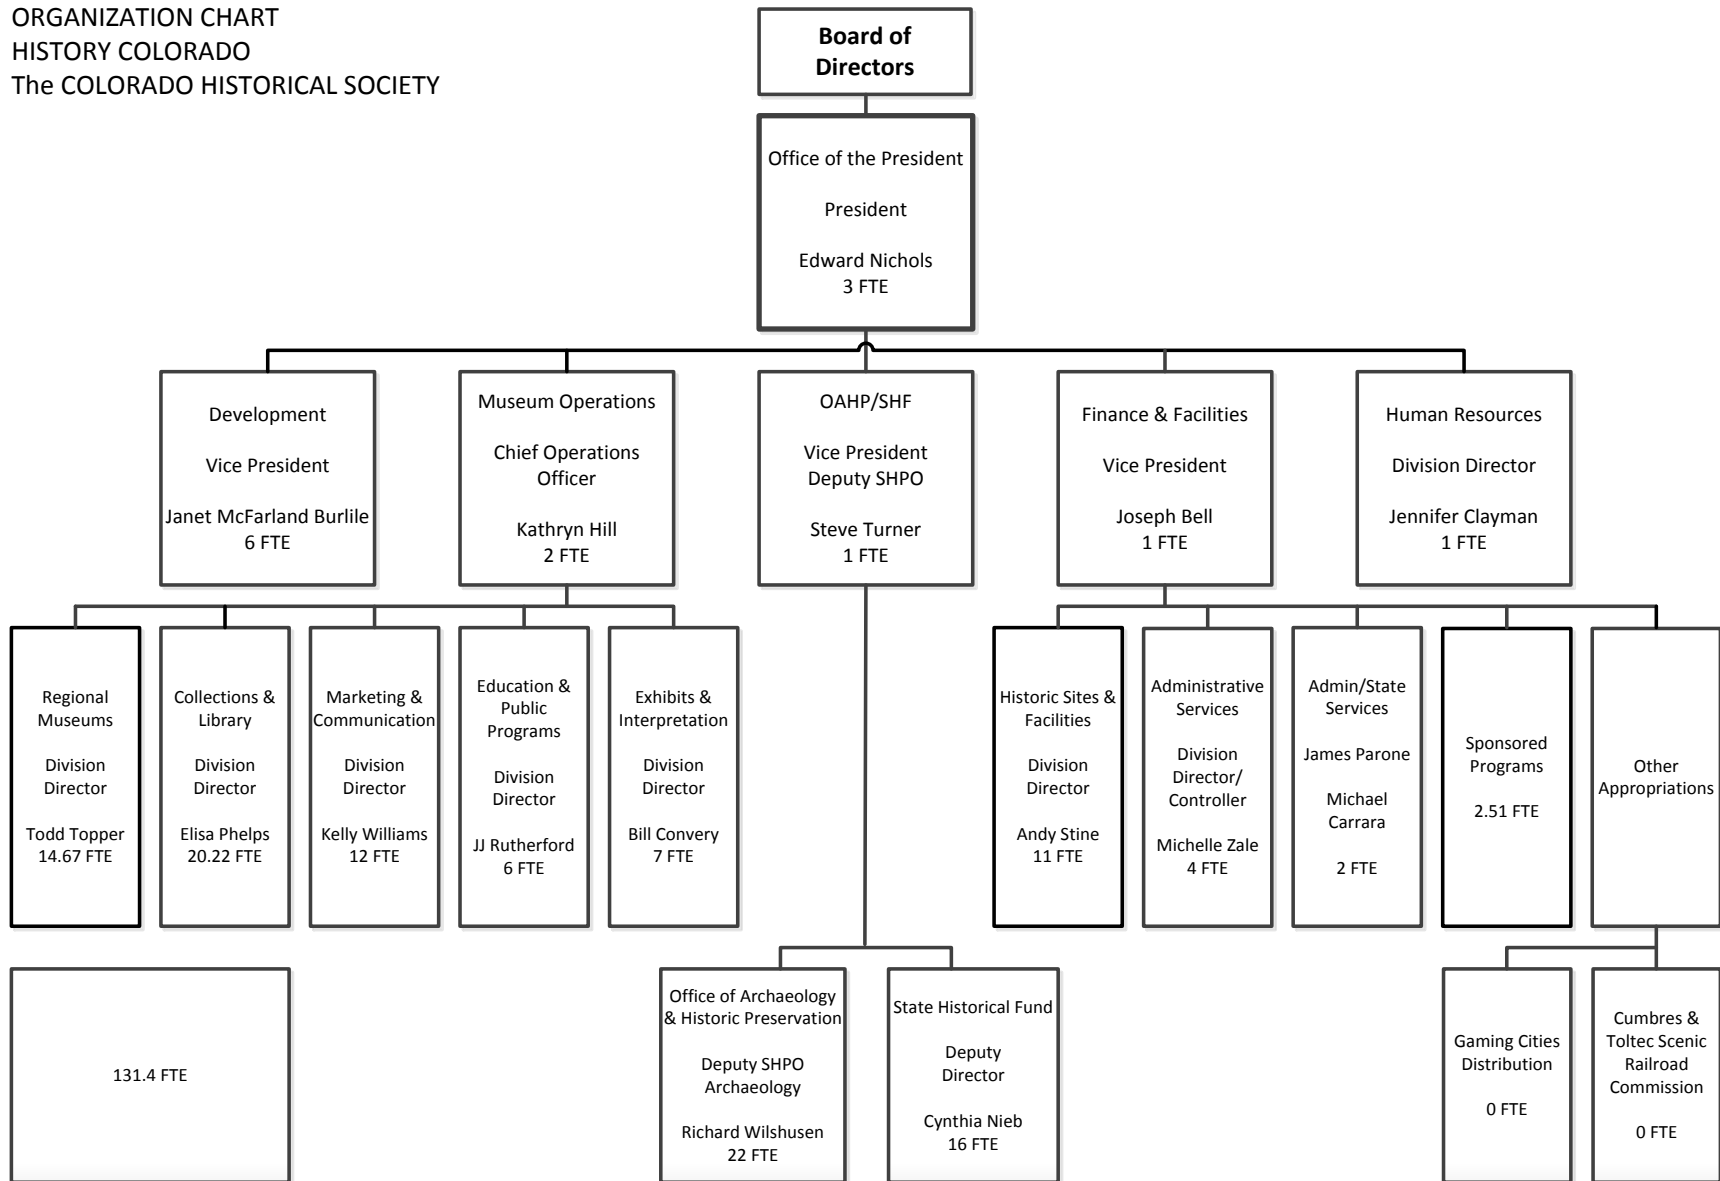 ORGANIZATION CHART
HISTORY COLORADO
The COLORADO HISTORICAL SOCIETY
Board of
Directors
Office of the President
President
Edward Nichols
3 FTE
Development
Vice President
Janet McFarland Burlile
6 FTE
Museum Operations
Chief Operations
Officer
Kathryn Hill
2 FTE
OAHP/SHF
Vice President
Deputy SHPO
Steve Turner
1 FTE
Finance & Facilities
Vice President
Joseph Bell
1 FTE
Human Resources
Division Director
Jennifer Clayman
1 FTE
Regional
Museums
Division
Director
Todd Topper
14.67 FTE
Collections &
Library
Division
Director
Elisa Phelps
20.22 FTE
Marketing &
Communication
Division
Director
Kelly Williams
12 FTE
Education &
Public
Programs
Division
Director
JJ Rutherford
6 FTE
Exhibits &
Interpretation
Division
Director
Bill Convery
7 FTE
Historic Sites &
Facilities
Division
Director
Andy Stine
11 FTE
Administrative
Services
Division
Director/
Controller
Michelle Zale
4 FTE
Admin/State
Services
James Parone
Michael
Carrara
2 FTE
Sponsored
Programs
2.51 FTE
Other
Appropriations
131.4 FTE
Office of Archaeology
& Historic Preservation
Deputy SHPO
Archaeology
Richard Wilshusen
22 FTE
State Historical Fund
Deputy
Director
Cynthia Nieb
16 FTE
Gaming Cities
Distribution
0 FTE
Cumbres &
Toltec Scenic
Railroad
Commission
0 FTE